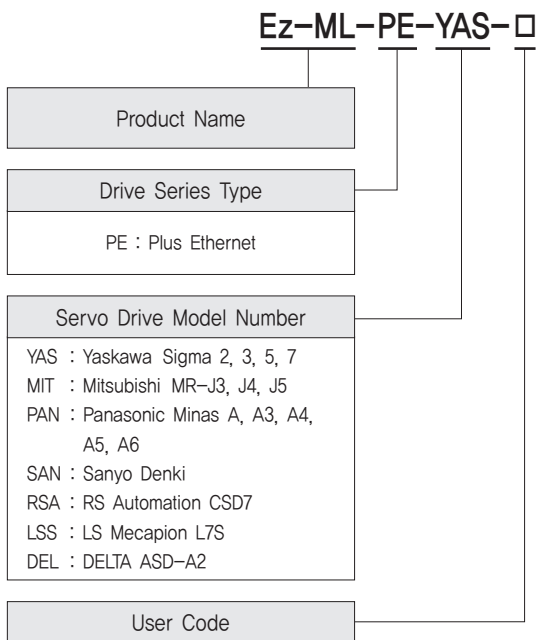 Ez-ML-PE-YAS-□
Product Name
Drive Series Type
PE : Plus Ethernet
Servo Drive Model Number
YAS : Yaskawa Sigma 2, 3, 5, 7
MIT : Mitsubishi MR-J3, J4, J5
PAN : Panasonic Minas A, A3, A4,
A5, A6
SAN : Sanyo Denki
RSA : RS Automation CSD7
LSS : LS Mecapion L7S
DEL : DELTA ASD-A2
User Code